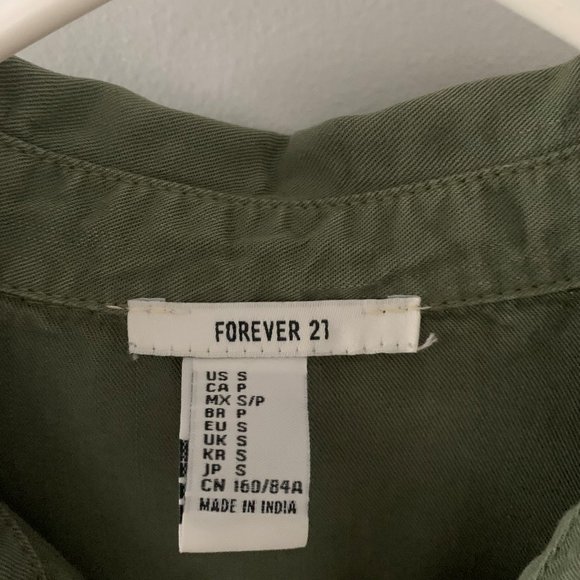 FOREVER 21
US S
CA P
MX S/P
BR P
EU S
UK S
KR S
JP S
CN 160/84A
MADE IN INDIA